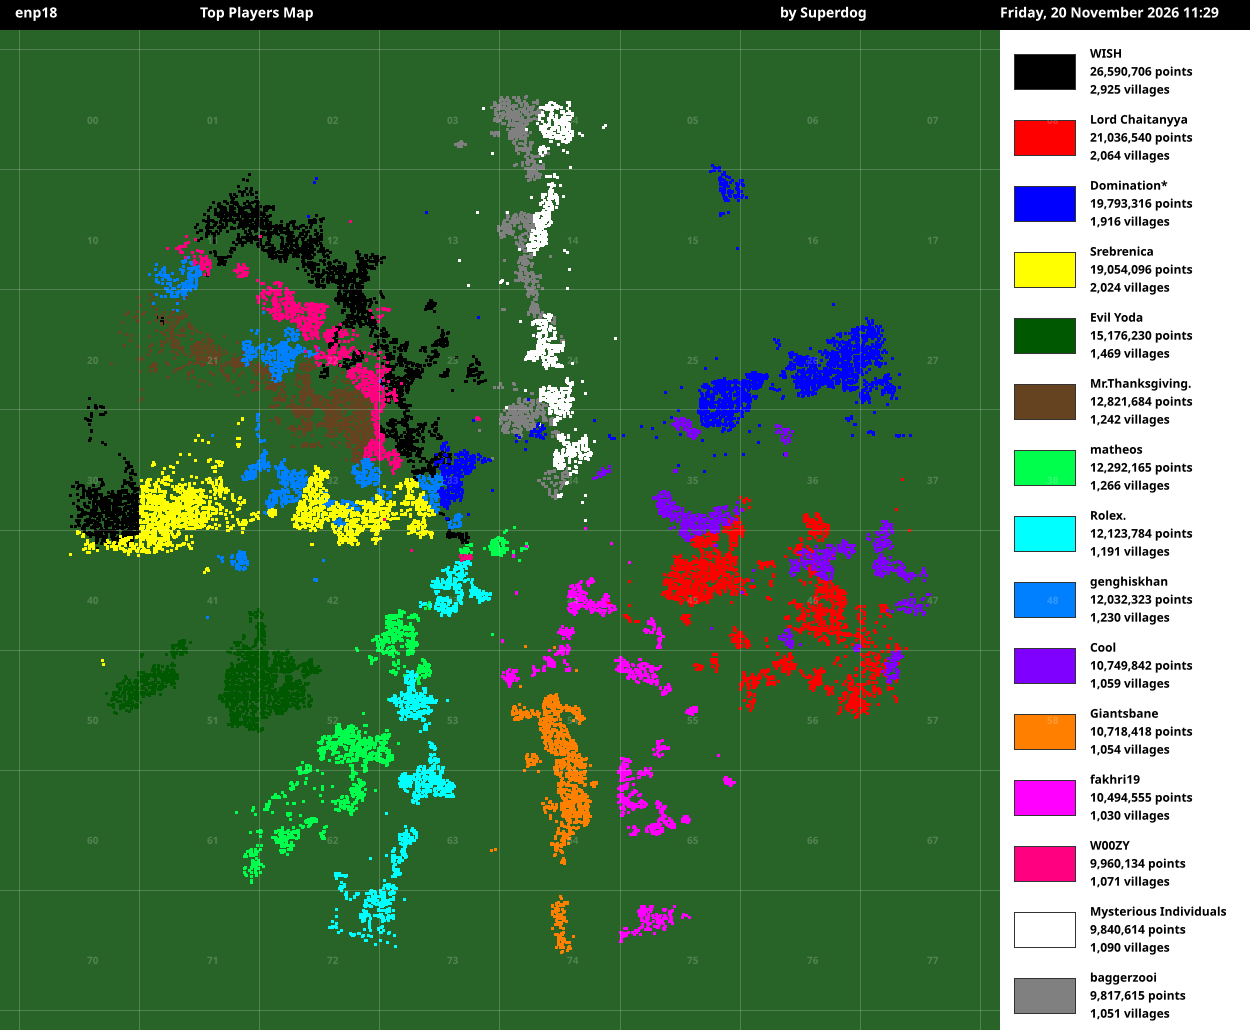 enp18 Top Players Map by Superdog Friday, 20 November 2026 11:29
WISH
26,590,706 points
2,925 villages
Lord Chaitanyya
21,036,540 points
2,064 villages
Domination*
19,793,316 points
1,916 villages
Srebrenica
19,054,096 points
2,024 villages
Evil Yoda
15,176,230 points
1,469 villages
Mr.Thanksgiving.
12,821,684 points
1,242 villages
matheos
12,292,165 points
1,266 villages
Rolex.
12,123,784 points
1,191 villages
genghiskhan
12,032,323 points
1,230 villages
Cool
10,749,842 points
1,059 villages
Giantsbane
10,718,418 points
1,054 villages
fakhri19
10,494,555 points
1,030 villages
W00ZY
9,960,134 points
1,071 villages
Mysterious Individuals
9,840,614 points
1,090 villages
baggerzooi
9,817,615 points
1,051 villages
00 01 02 03 05 06 07
10 12 13 14 15 16 17
20 21 22 25 27
30 31 32 35 36 37
40 41 42 47 48
50 51 52 53 55 56 57 58
60 61 62 63 65 66 67
70 71 72 73 74 75 76 77